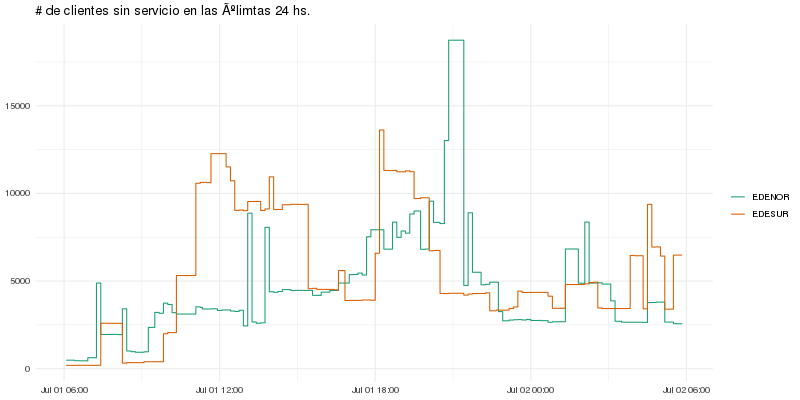 # de clientes sin servicio en las Ãºlimtas 24 hs.
15000
10000
5000
0
Jul 01 06:00
Jul 01 12:00
Jul 01 18:00
Jul 02 00:00
Jul 02 06:00
EDENOR
EDESUR